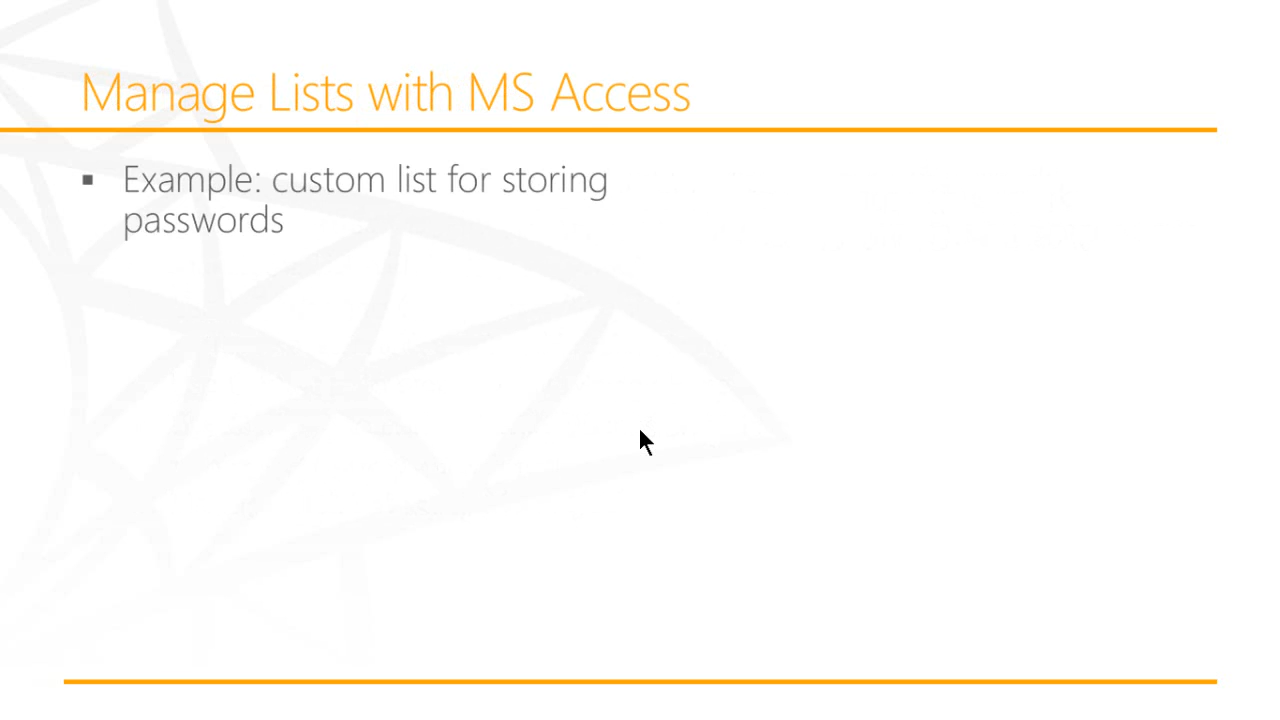 Manage Lists with MS Access
▪ Example: custom list for storing
passwords